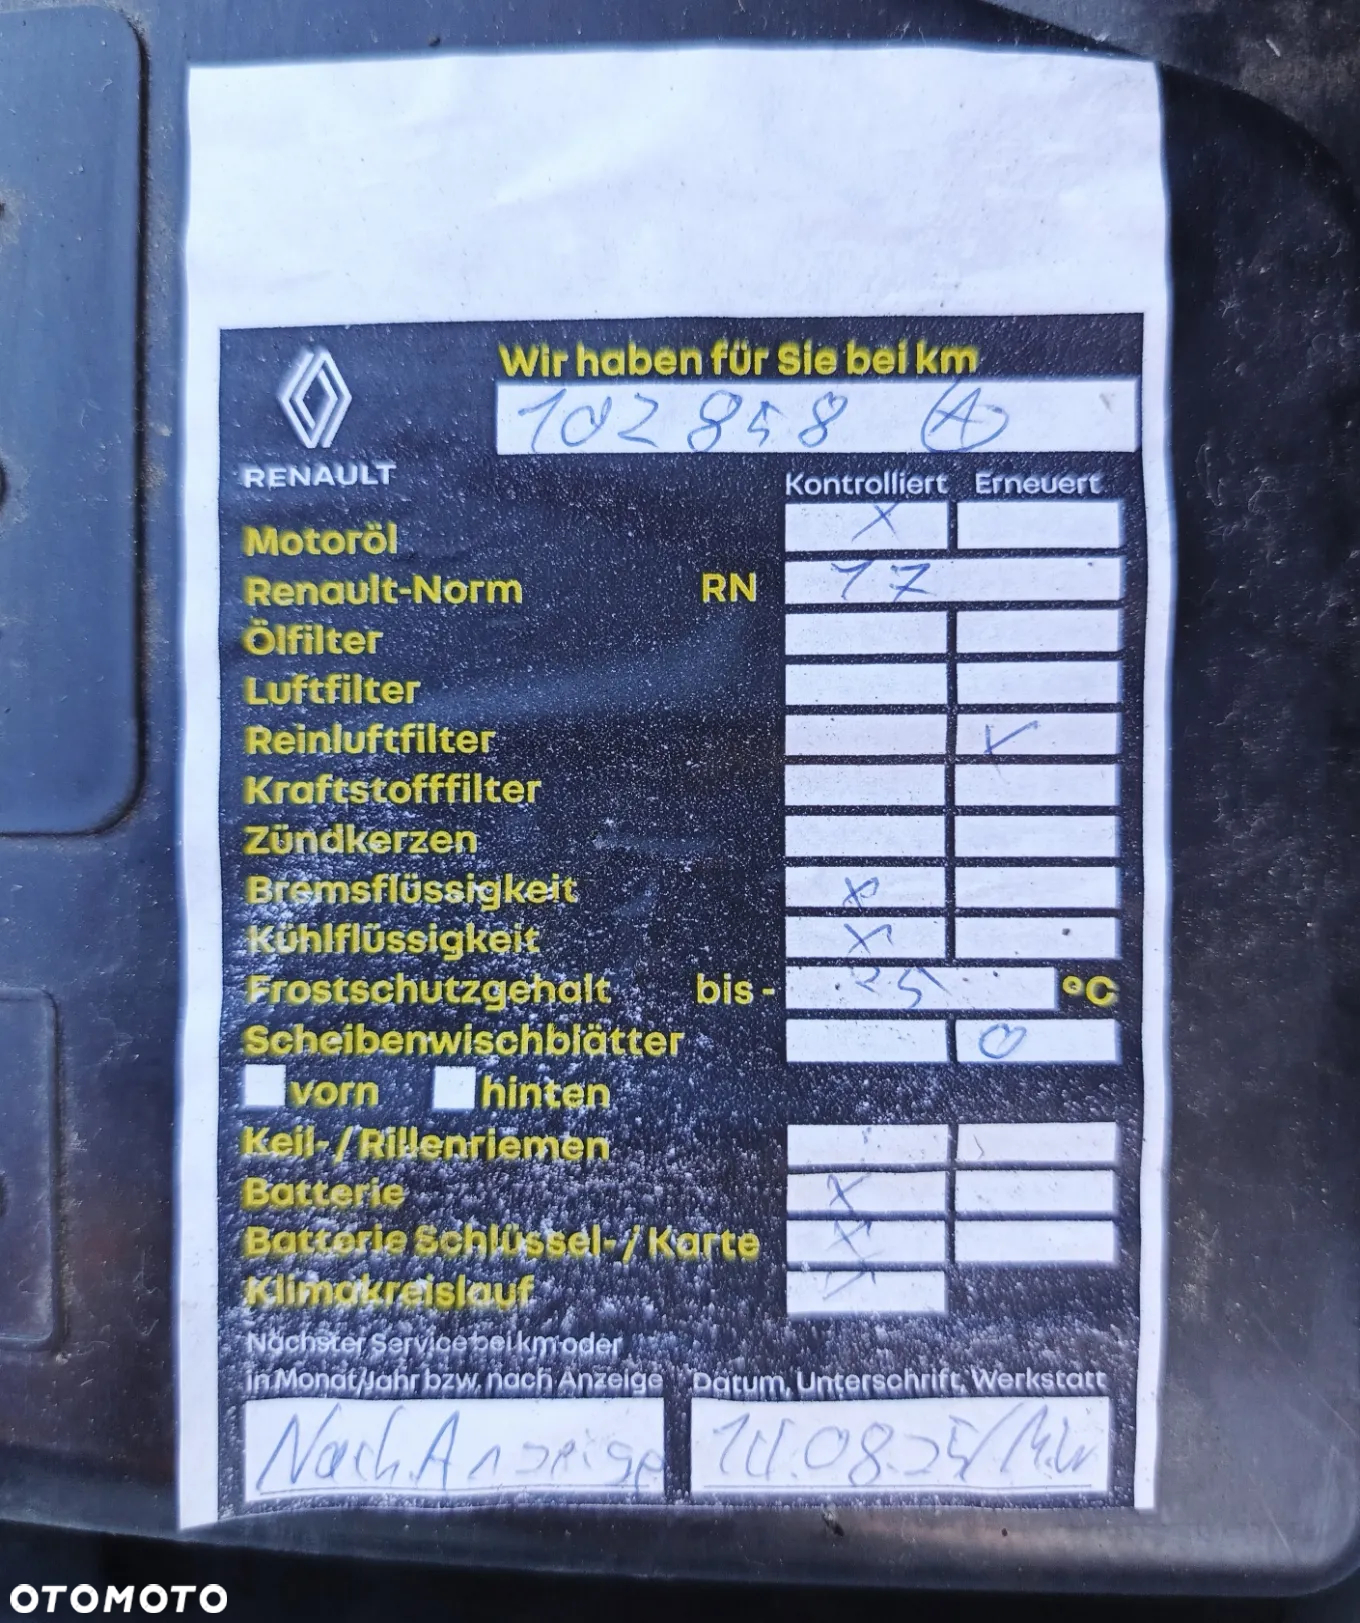 Wir haben für Sie bei km
102 858 A
RENAULT
Kontrolliert Erneuert
Motoröl X
Renault-Norm RN 17
Ölfilter
Luftfilter
Reinluftfilter ✓
Kraftstofffilter
Zündkerzen
Bremsflüssigkeit X
Kühlflüssigkeit X
Frostschutzgehalt bis - 25 °C
Scheibenwischblätter O
vorn hinten
Keil-/Rillenriemen
Batterie X
Batterie Schlüssel-/Karte X
Klimakreislauf X
Nächster Service bei km oder
in Monat/Jahr bzw. nach Anzeige
Nach Anzeige
Datum, Unterschrift, Werkstatt
14.08.25/
OTOMOTO